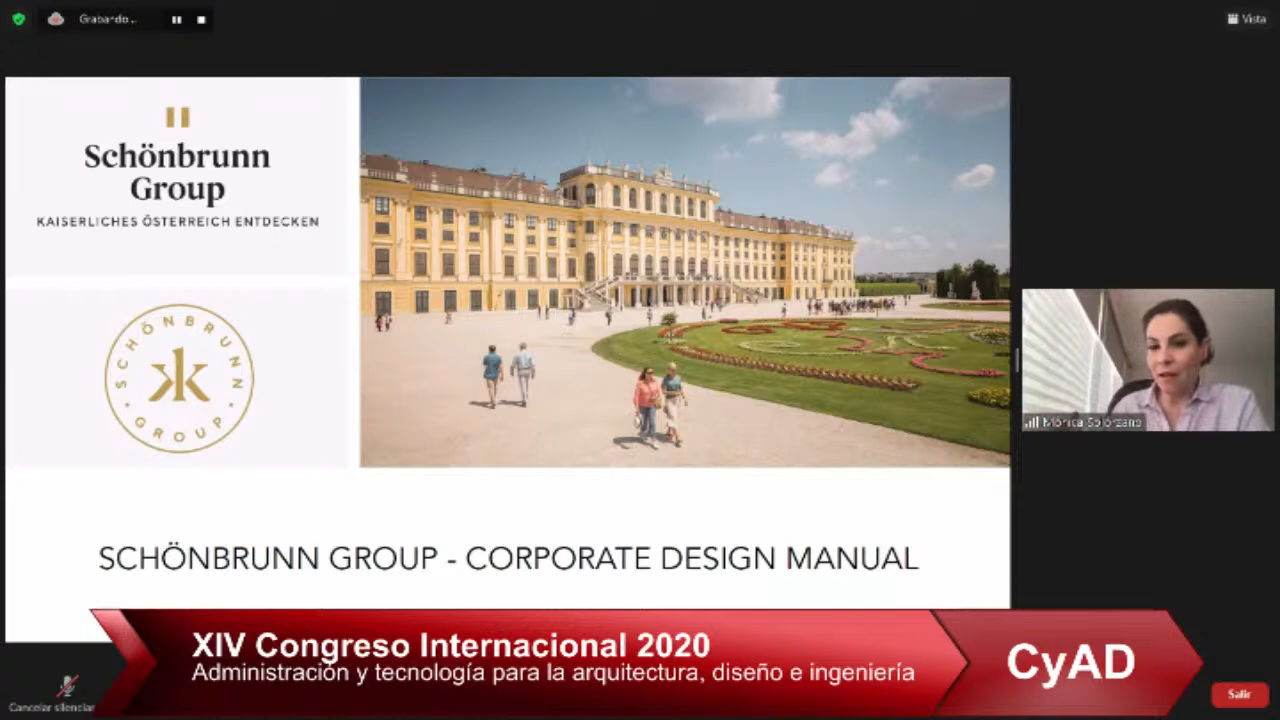 Grabando...
Vista
Schönbrunn
Group
KAISERLICHES ÖSTERREICH ENTDECKEN
SCHÖNBRUNN
GROUP
SCHÖNBRUNN GROUP - CORPORATE DESIGN MANUAL
Mónica Solórzano
XIV Congreso Internacional 2020
Administración y tecnología para la arquitectura, diseño e ingeniería
CyAD
Cancelar silenciar
Salir